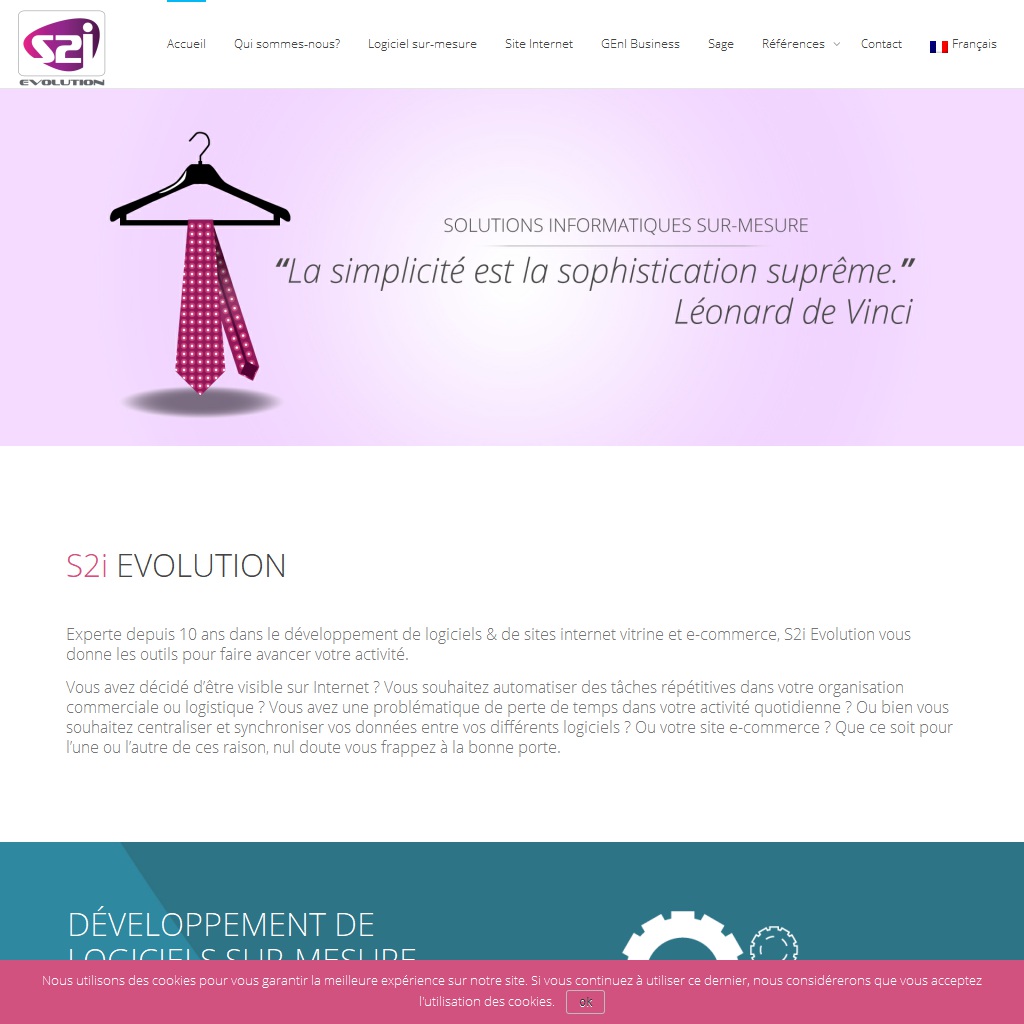 S2i
EVOLUTION
Accueil
Qui sommes-nous?
Logiciel sur-mesure
Site Internet
GEnI Business
Sage
Références
Contact
Français
SOLUTIONS INFORMATIQUES SUR-MESURE
“La simplicité est la sophistication suprême.”
Léonard de Vinci
S2i EVOLUTION
Experte depuis 10 ans dans le développement de logiciels & de sites internet vitrine et e-commerce, S2i Evolution vous
donne les outils pour faire avancer votre activité.
Vous avez décidé d’être visible sur Internet ? Vous souhaitez automatiser des tâches répétitives dans votre organisation
commerciale ou logistique ? Vous avez une problématique de perte de temps dans votre activité quotidienne ? Ou bien vous
souhaitez centraliser et synchroniser vos données entre vos différents logiciels ? Ou votre site e-commerce ? Que ce soit pour
l’une ou l’autre de ces raison, nul doute vous frappez à la bonne porte.
DÉVELOPPEMENT DE
LOGICIELS SUR-MESURE
Nous utilisons des cookies pour vous garantir la meilleure expérience sur notre site. Si vous continuez à utiliser ce dernier, nous considérerons que vous acceptez
l'utilisation des cookies.
ok